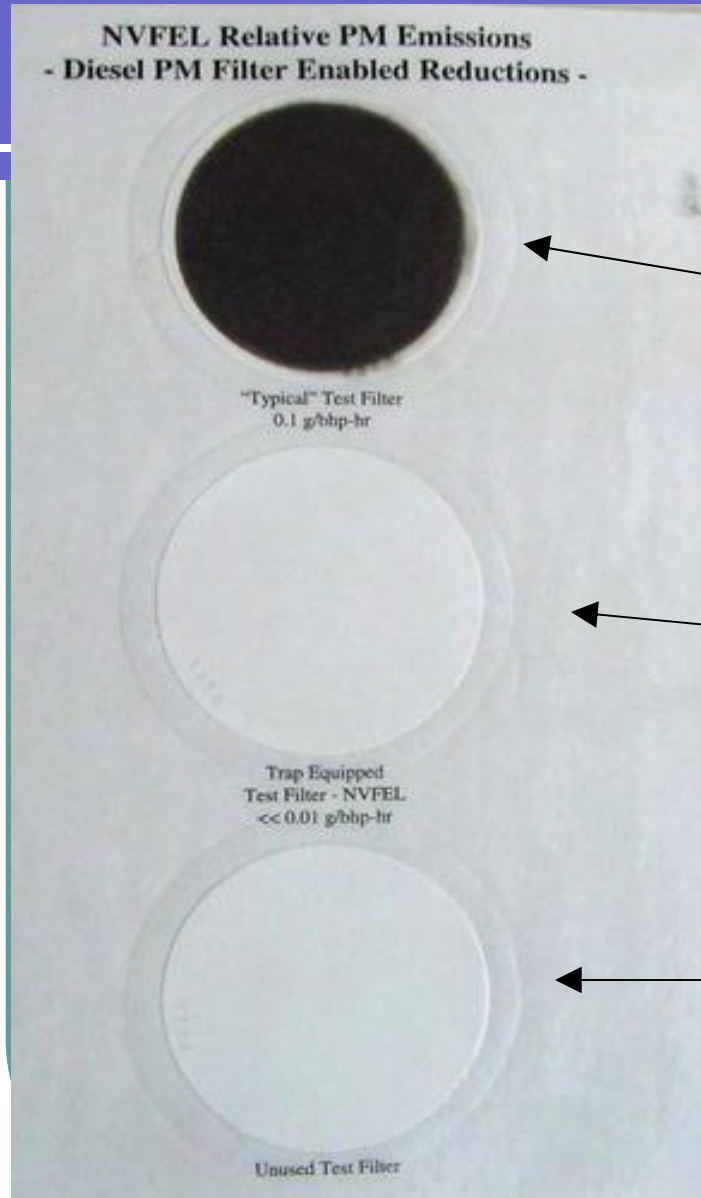 NVFEL Relative PM Emissions
- Diesel PM Filter Enabled Reductions -
"Typical" Test Filter
0.1 g/bhp-hr
Trap Equipped
Test Filter - NVFEL
<< 0.01 g/bhp-hr
Unused Test Filter